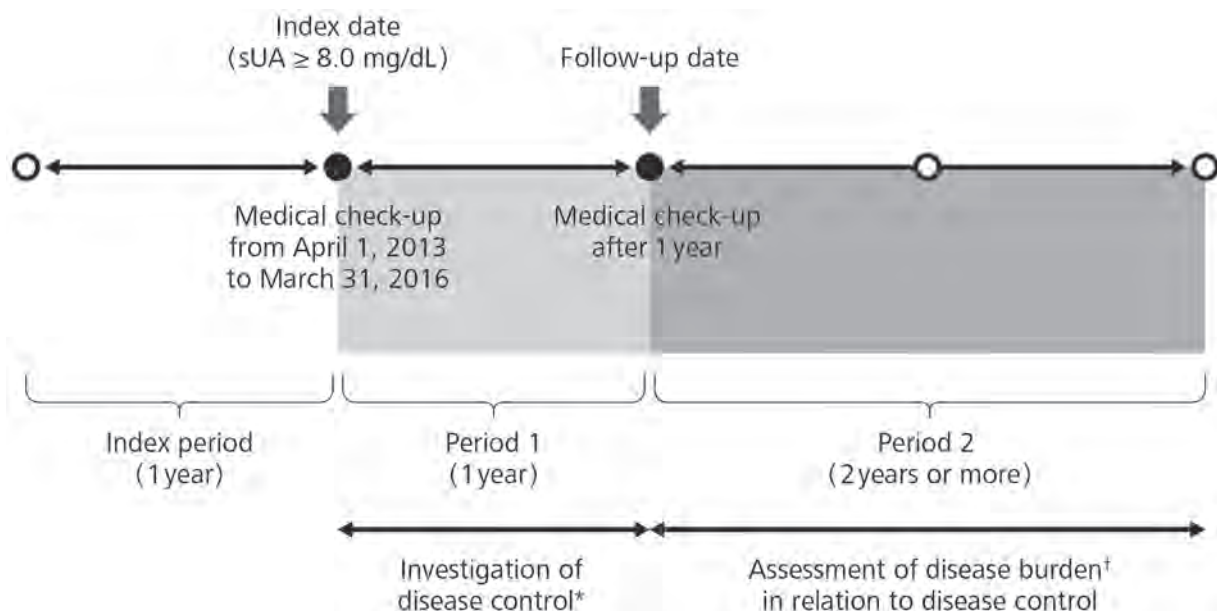 Index date
(sUA ≥ 8.0 mg/dL)
Follow-up date
Medical check-up
from April 1, 2013
to March 31, 2016
Medical check-up
after 1 year
Index period
(1 year)
Period 1
(1 year)
Period 2
(2 years or more)
Investigation of
disease control*
Assessment of disease burden†
in relation to disease control